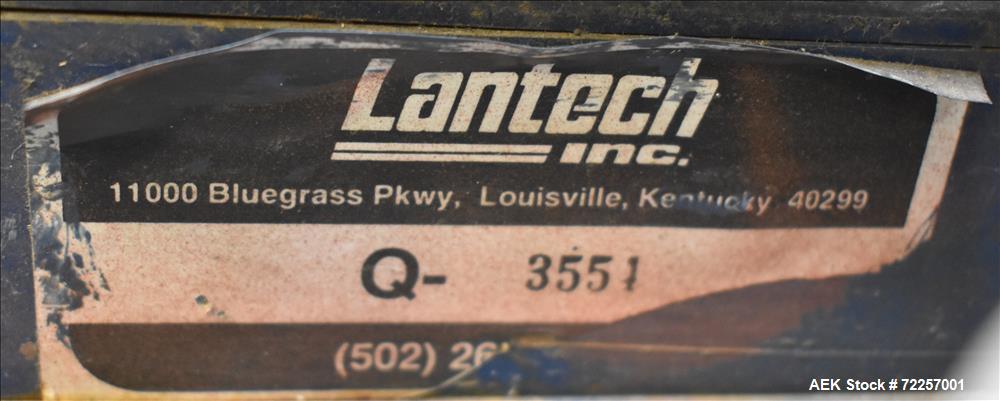 Lantech
inc.
11000 Bluegrass Pkwy, Louisville, Kentucky 40299
Q- 3551
(502)
AEK Stock # 72257001